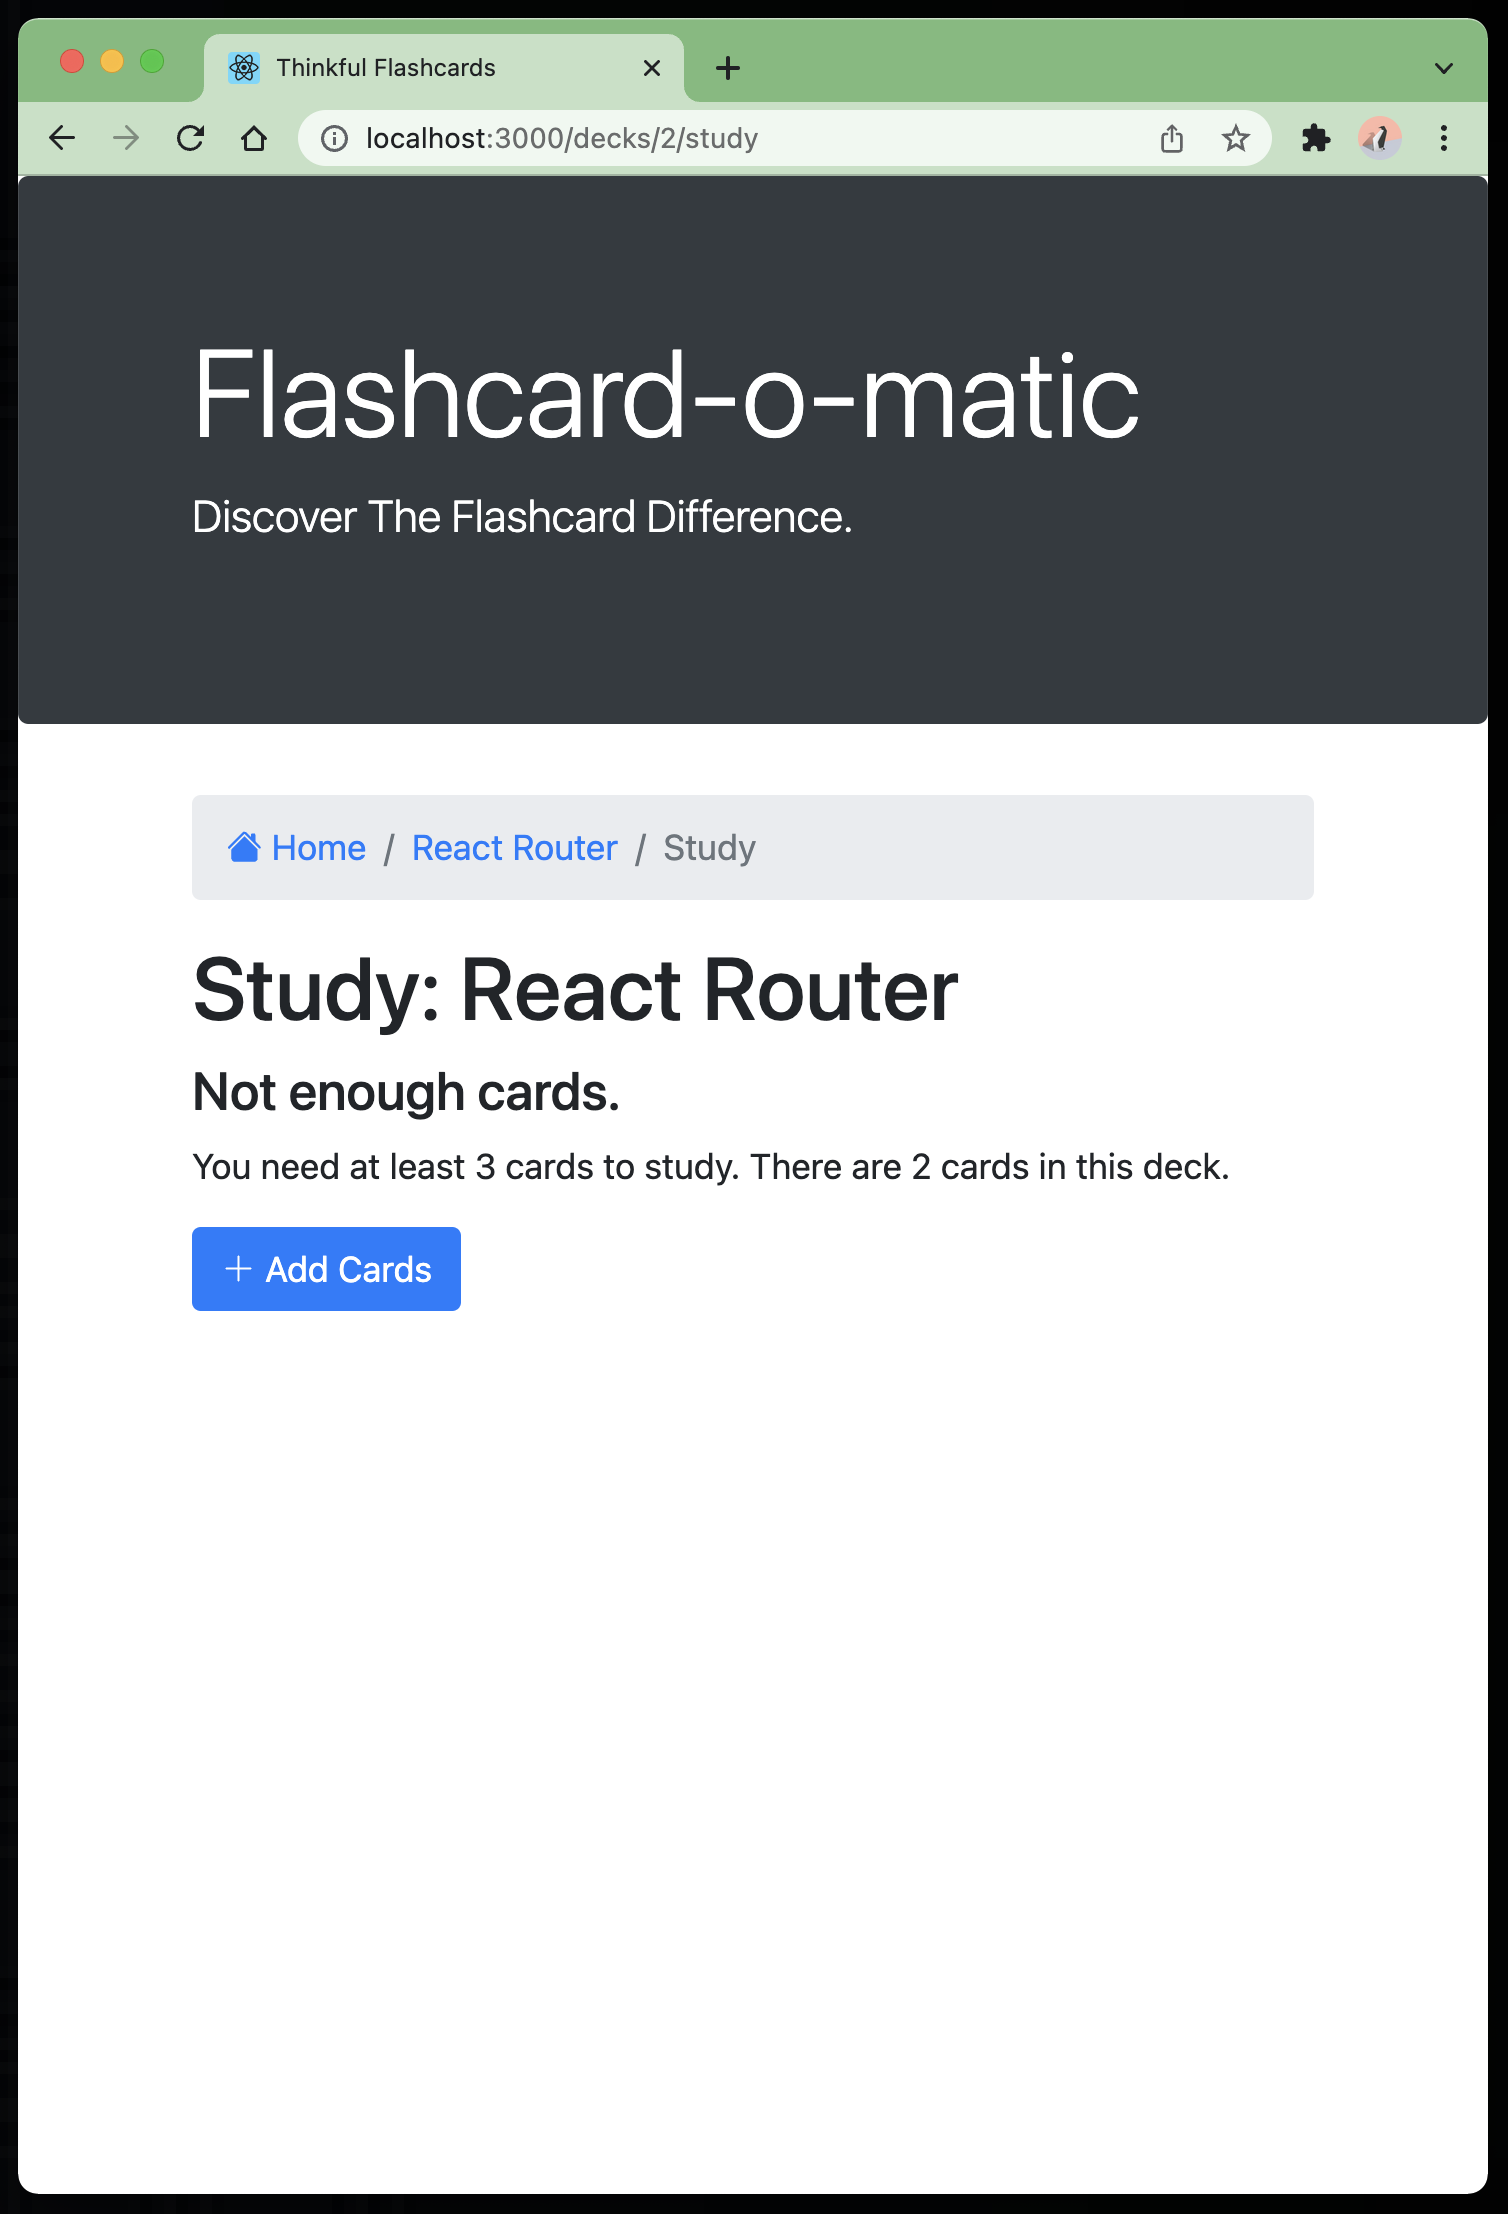 Thinkful Flashcards
localhost:3000/decks/2/study
Flashcard-o-matic
Discover The Flashcard Difference.
Home / React Router / Study
Study: React Router
Not enough cards.
You need at least 3 cards to study. There are 2 cards in this deck.
+ Add Cards